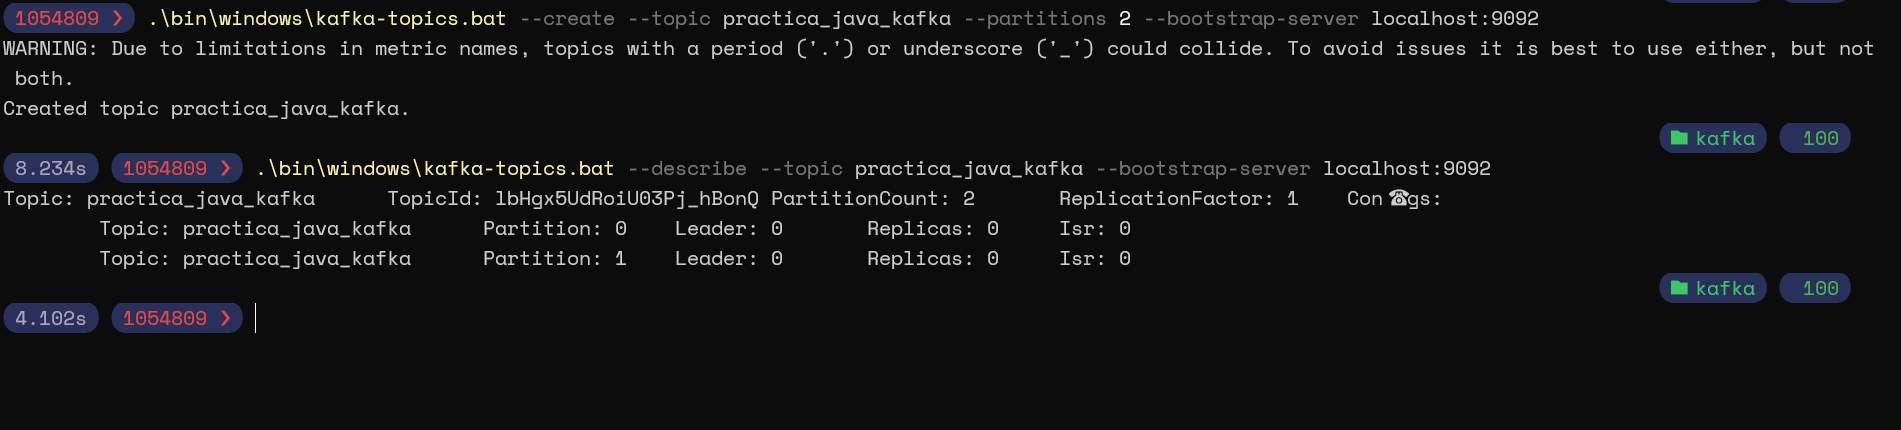 1054809 ❯ .\bin\windows\kafka-topics.bat --create --topic practica_java_kafka --partitions 2 --bootstrap-server localhost:9092
WARNING: Due to limitations in metric names, topics with a period ('.') or underscore ('_') could collide. To avoid issues it is best to use either, but not
both.
Created topic practica_java_kafka.
kafka 100
8.234s 1054809 ❯ .\bin\windows\kafka-topics.bat --describe --topic practica_java_kafka --bootstrap-server localhost:9092
Topic: practica_java_kafka TopicId: lbHgx5UdRoiU03Pj_hBonQ PartitionCount: 2 ReplicationFactor: 1 Con☎gs:
Topic: practica_java_kafka Partition: 0 Leader: 0 Replicas: 0 Isr: 0
Topic: practica_java_kafka Partition: 1 Leader: 0 Replicas: 0 Isr: 0
kafka 100
4.102s 1054809 ❯